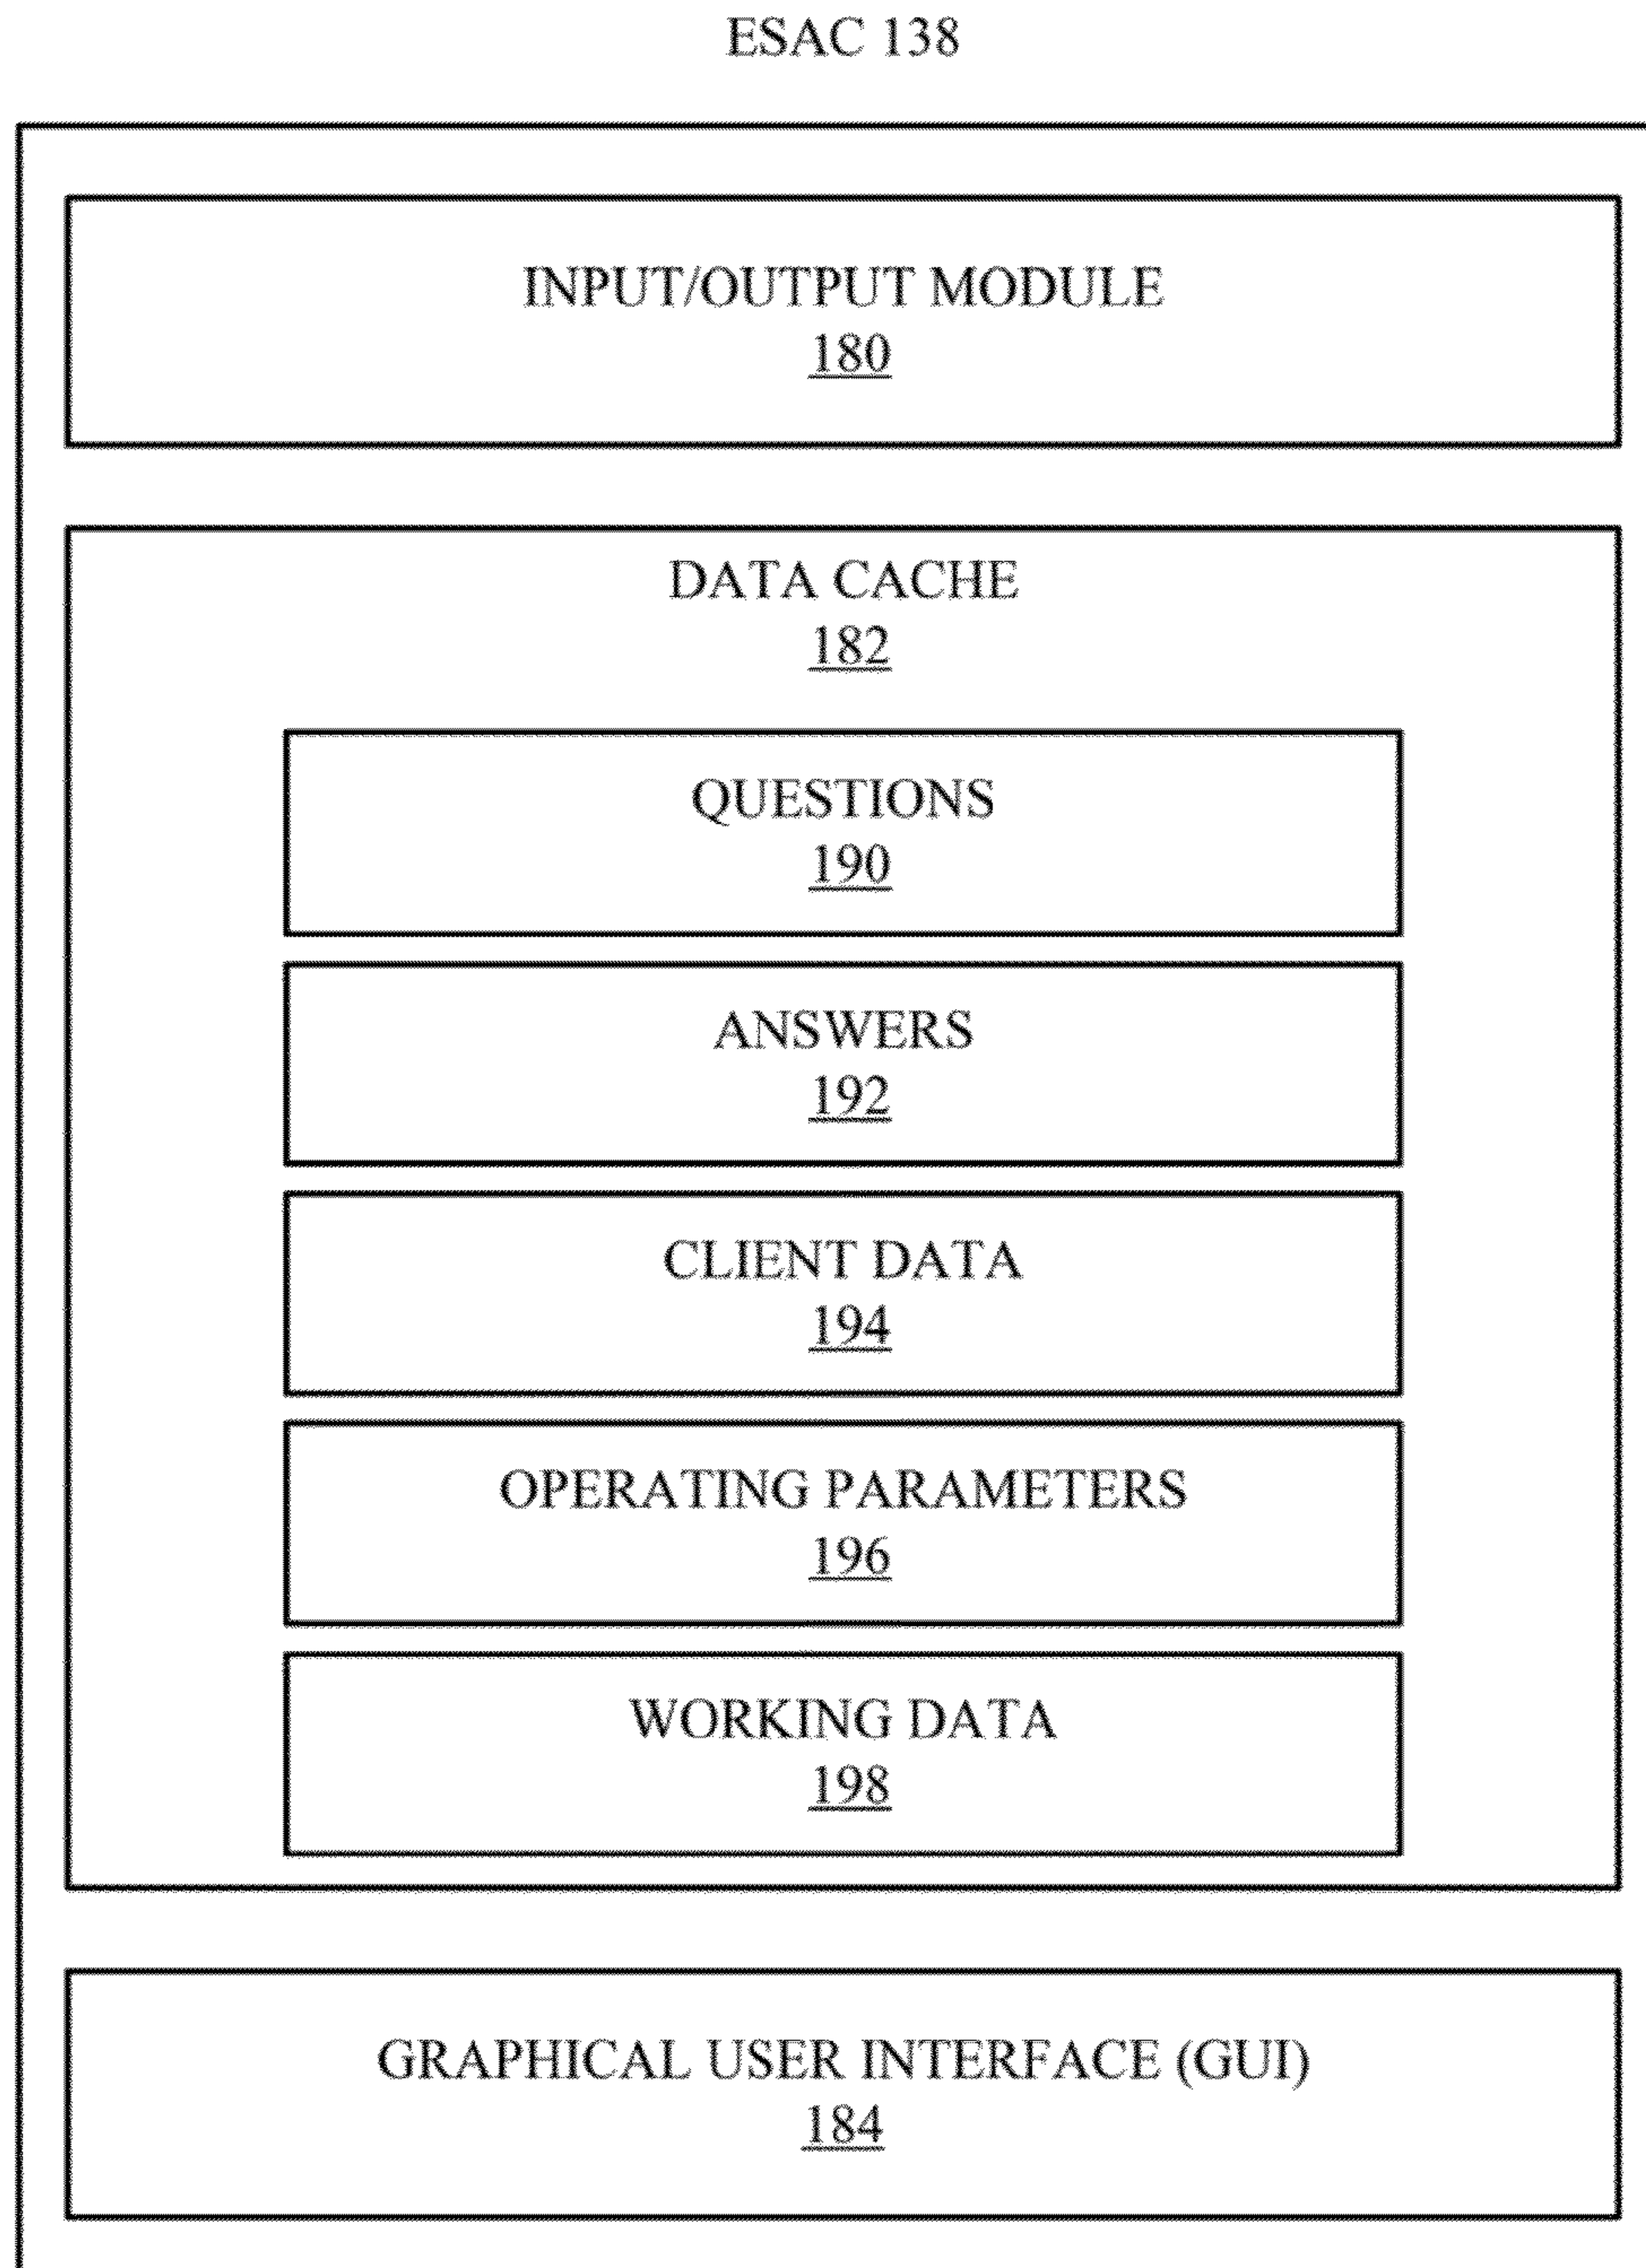 ESAC 138
INPUT/OUTPUT MODULE
180
DATA CACHE
182
QUESTIONS
190
ANSWERS
192
CLIENT DATA
194
OPERATING PARAMETERS
196
WORKING DATA
198
GRAPHICAL USER INTERFACE (GUI)
184